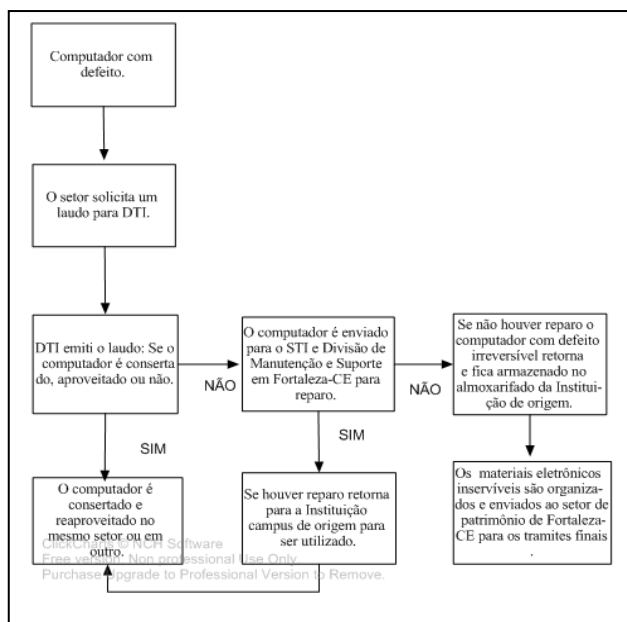 Computador com
defeito.
O setor solicita um
laudo para DTI.
DTI emiti o laudo: Se o
computador é conserta
do, aproveitado ou não.
NÃO
O computador é enviado
para o STI e Divisão de
Manutenção e Suporte
em Fortaleza-CE para
reparo.
NÃO
Se não houver reparo o
computador com defeito
irreversível retorna
e fica armazenado no
almoxarifado da Institui
ção de origem.
SIM
SIM
O computador é
consertado e
reaproveitado no
mesmo setor ou em
outro.
Se houver reparo retorna
para a Instituição
campus de origem para
ser utilizado.
Os materiais eletrônicos
inservíveis são organiza-
dos e enviados ao setor de
patrimônio de Fortaleza-
CE para os tramites finais
.
ClickCharts © NCH Software
Free version: Non professional Use Only.
Purchase Upgrade to Professional Version to Remove.